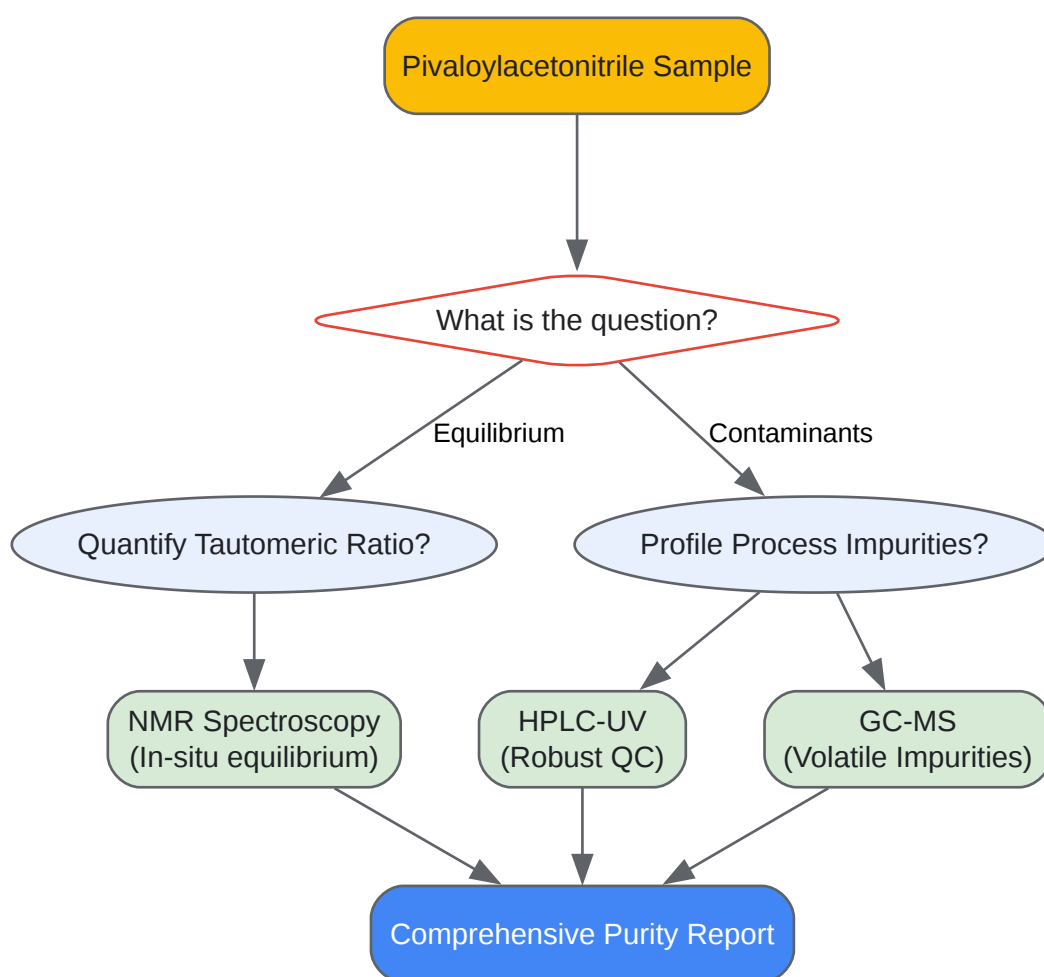 Pivaloylacetonitrile Sample
What is the question?
Equilibrium
Contaminants
Quantify Tautomeric Ratio?
Profile Process Impurities?
NMR Spectroscopy
(In-situ equilibrium)
HPLC-UV
(Robust QC)
GC-MS
(Volatile Impurities)
Comprehensive Purity Report